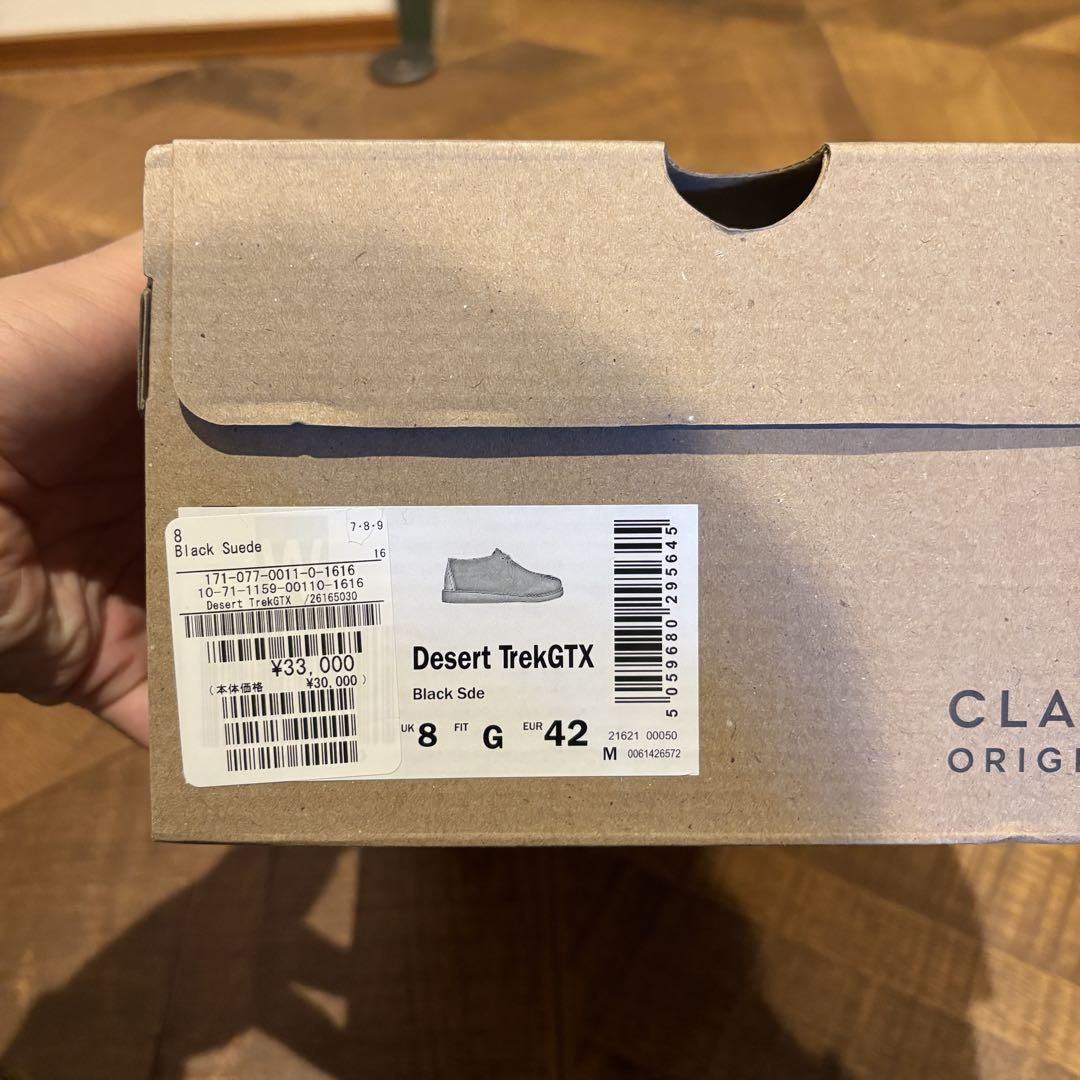 8
7・8・9
Black Suede
16
171-077-0011-0-1616
10-71-1159-00110-1616
Desert TrekGTX /26165030
¥33,000
(本体価格 ¥30,000)
Desert TrekGTX
Black Sde
UK 8 FIT G EUR 42
21621 00050
M 0061426572
5 059680 295645
CLA
ORIG